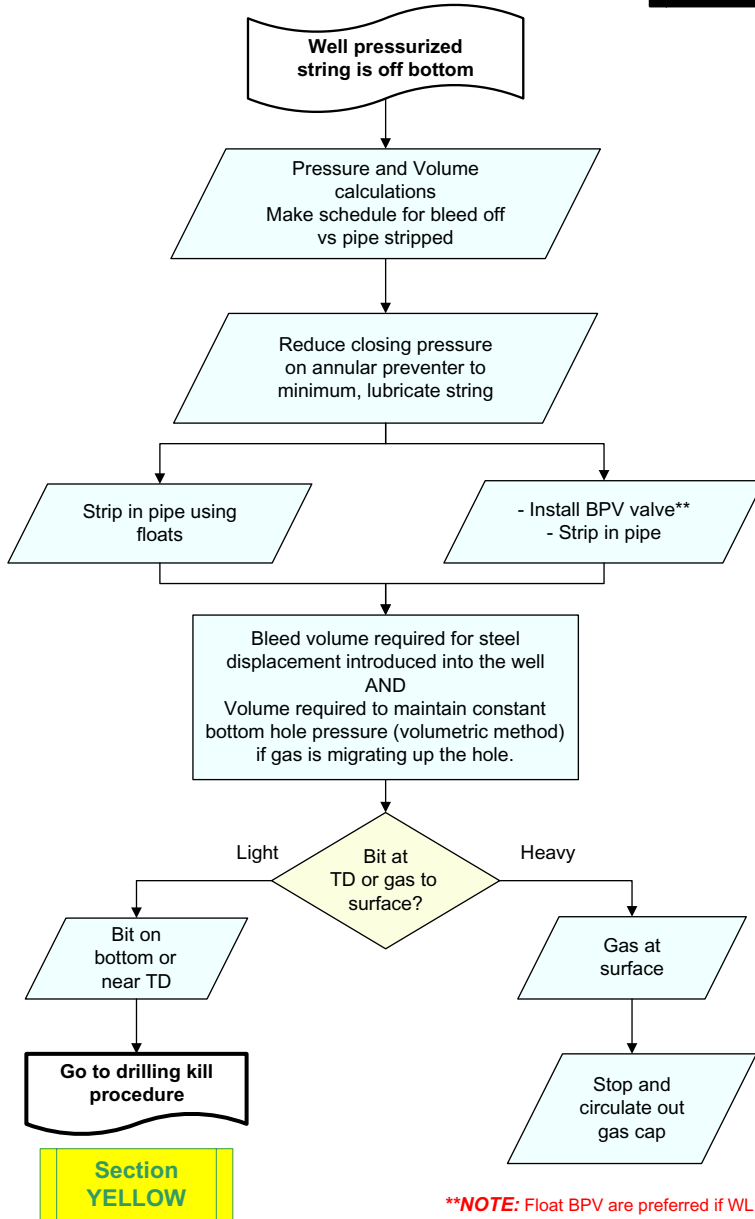 Well pressurized
string is off bottom
Pressure and Volume
calculations
Make schedule for bleed off
vs pipe stripped
Reduce closing pressure
on annular preventer to
minimum, lubricate string
Strip in pipe using
floats
- Install BPV valve**
- Strip in pipe
Bleed volume required for steel
displacement introduced into the well
AND
Volume required to maintain constant
bottom hole pressure (volumetric method)
if gas is migrating up the hole.
Light
Bit at
TD or gas to
surface?
Heavy
Bit on
bottom or
near TD
Gas at
surface
Go to drilling kill
procedure
Stop and
circulate out
gas cap
Section
YELLOW
**NOTE: Float BPV are preferred if WL